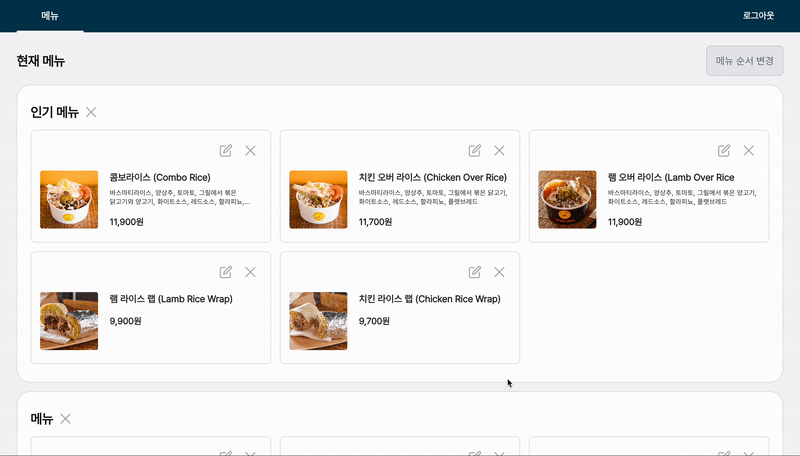 메뉴
로그아웃
현재 메뉴
메뉴 순서 변경
인기 메뉴
콤보라이스 (Combo Rice)
바스마티라이스, 양상추, 토마토, 그릴에서 볶은
닭고기와 양고기, 화이트소스, 레드소스, 할라피뇨,...
11,900원
치킨 오버 라이스 (Chicken Over Rice)
바스마티라이스, 양상추, 토마토, 그릴에서 볶은 닭고기,
화이트소스, 레드소스, 할라피뇨, 플랫브레드
11,700원
램 오버 라이스 (Lamb Over Rice
바스마티라이스, 양상추, 토마토, 그릴에서 볶은 양고기,
화이트소스, 레드소스, 할라피뇨, 플랫브레드
11,900원
램 라이스 랩 (Lamb Rice Wrap)
9,900원
치킨 라이스 랩 (Chicken Rice Wrap)
9,700원
메뉴